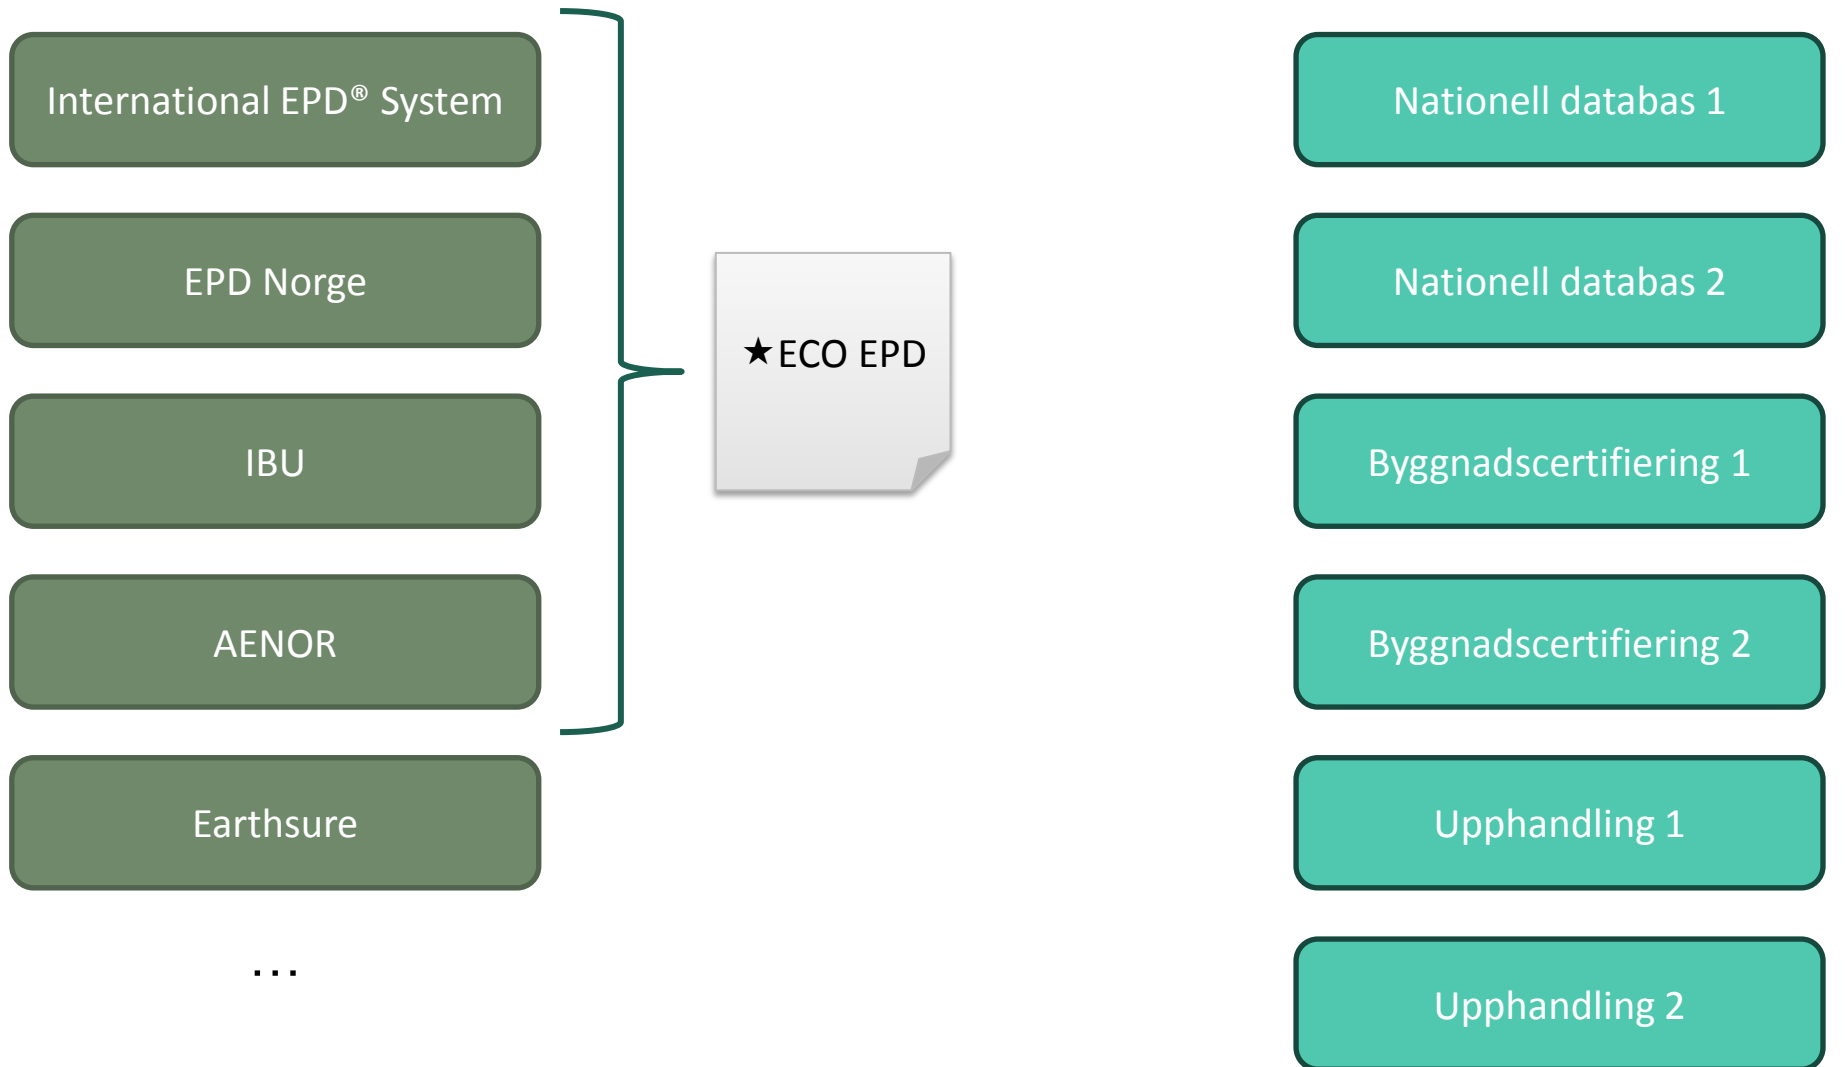 International EPD® System
EPD Norge
IBU
AENOR
Earthsure
...
★ECO EPD
Nationell databas 1
Nationell databas 2
Byggnadscertifiering 1
Byggnadscertifiering 2
Upphandling 1
Upphandling 2